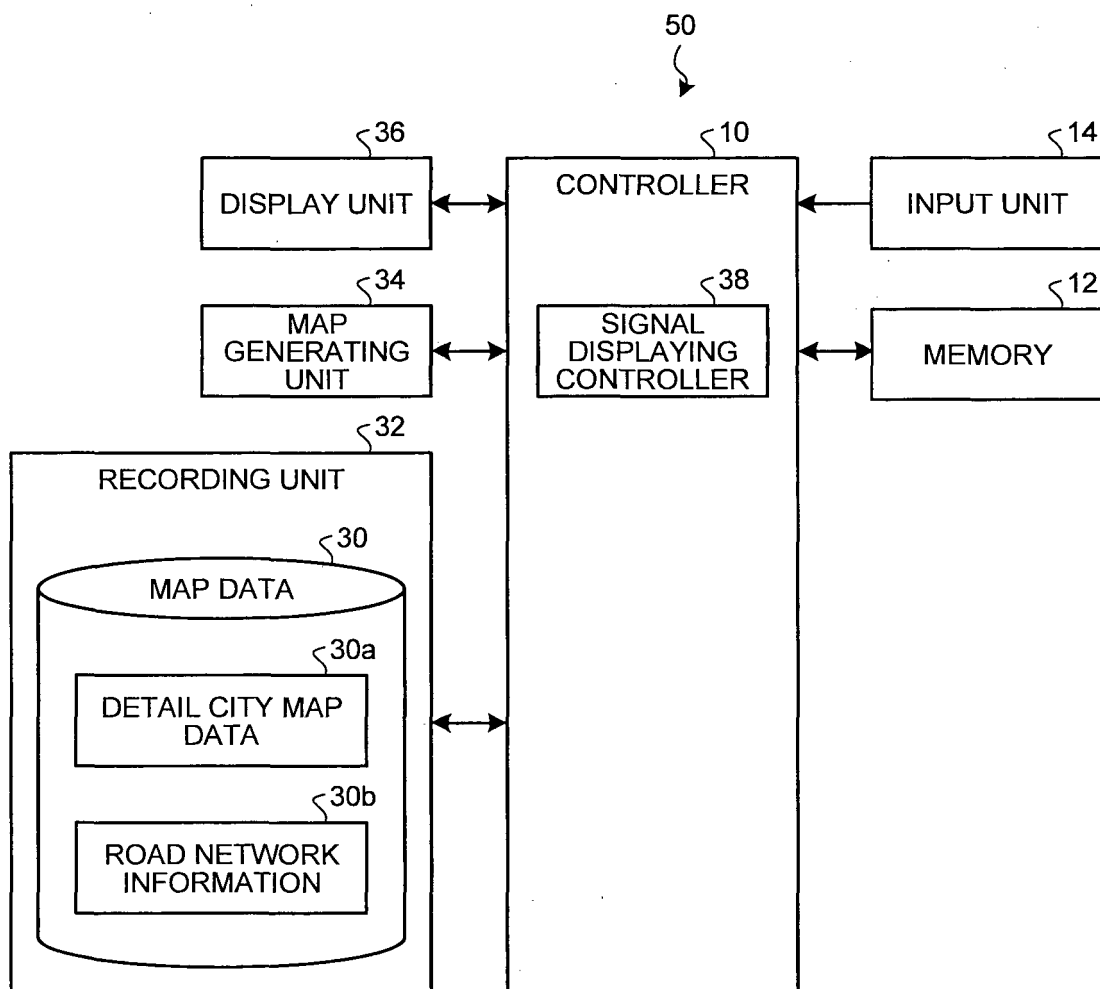 50
36
10
14
DISPLAY UNIT
CONTROLLER
INPUT UNIT
34
38
12
MAP
GENERATING
UNIT
SIGNAL
DISPLAYING
CONTROLLER
MEMORY
32
RECORDING UNIT
30
MAP DATA
30a
DETAIL CITY MAP
DATA
30b
ROAD NETWORK
INFORMATION